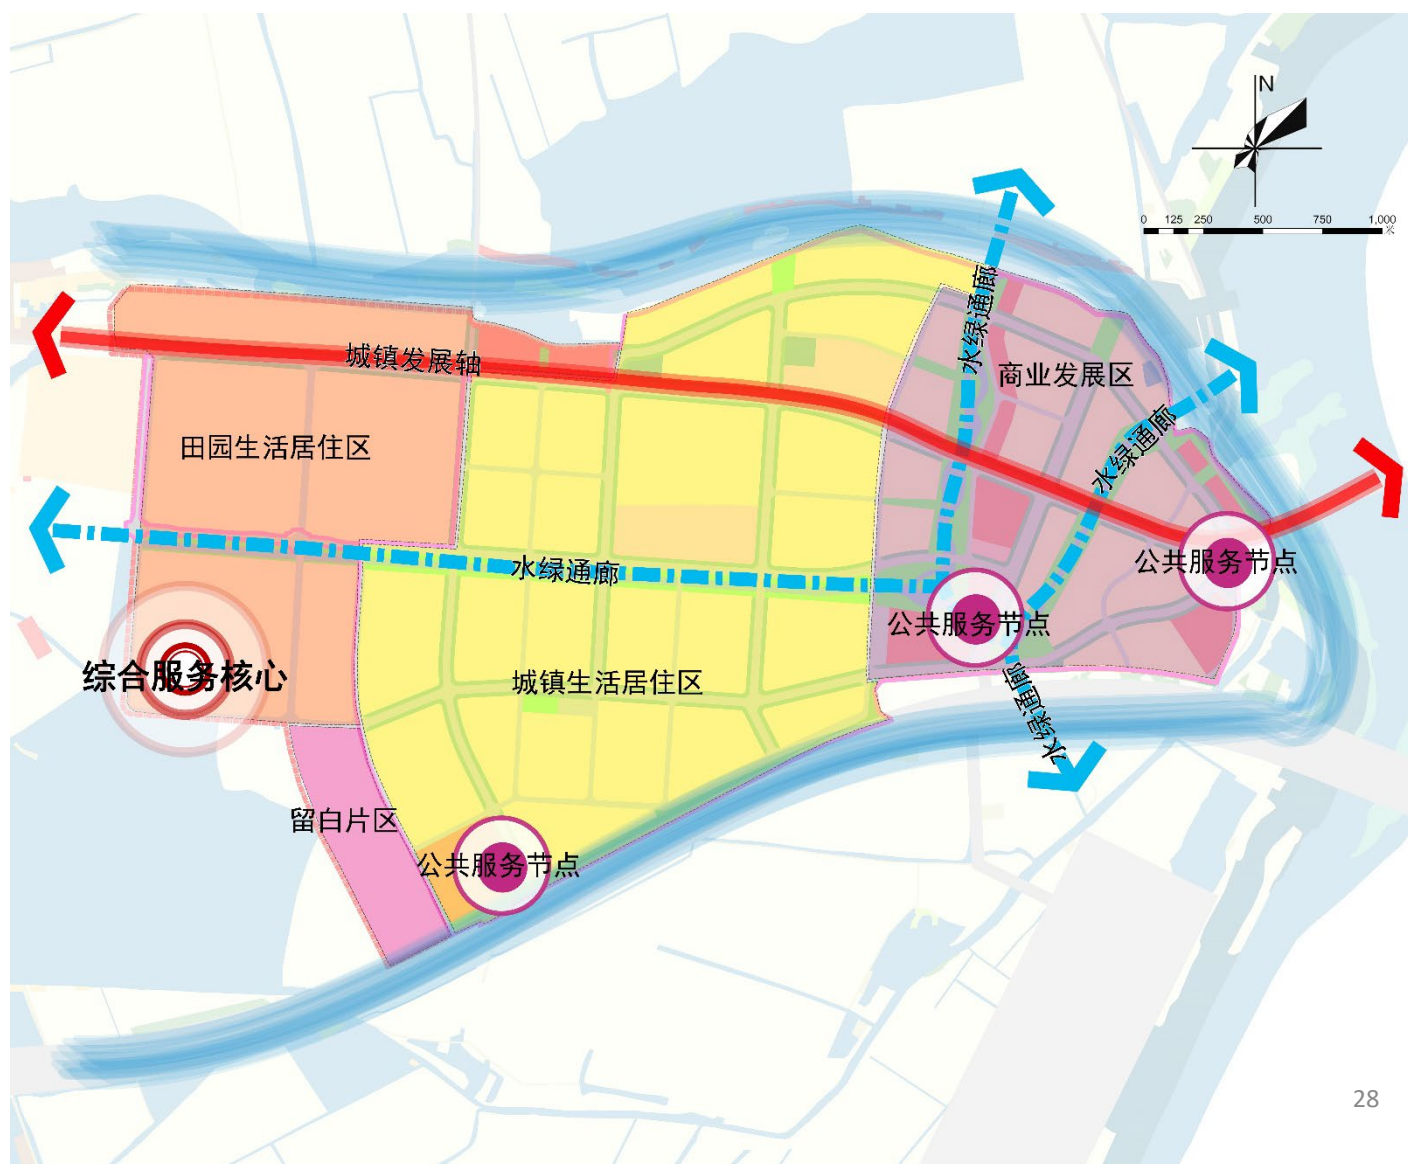 N
0 125 250 500 750 1,000
米
水绿通廊
城镇发展轴
商业发展区
水绿通廊
田园生活居住区
公共服务节点
水绿通廊
公共服务节点
综合服务核心
城镇生活居住区
水绿通廊
留白片区
公共服务节点
28